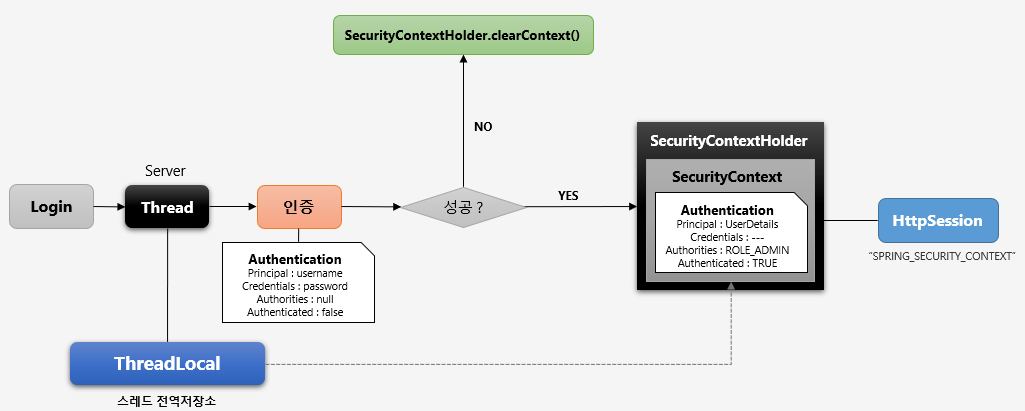 SecurityContextHolder.clearContext()
NO
Server
Login
Thread
인증
성공 ?
YES
Authentication
Principal : username
Credentials : password
Authorities : null
Authenticated : false
SecurityContextHolder
SecurityContext
Authentication
Principal : UserDetails
Credentials : ---
Authorities : ROLE_ADMIN
Authenticated : TRUE
HttpSession
“SPRING_SECURITY_CONTEXT”
ThreadLocal
스레드 전역저장소